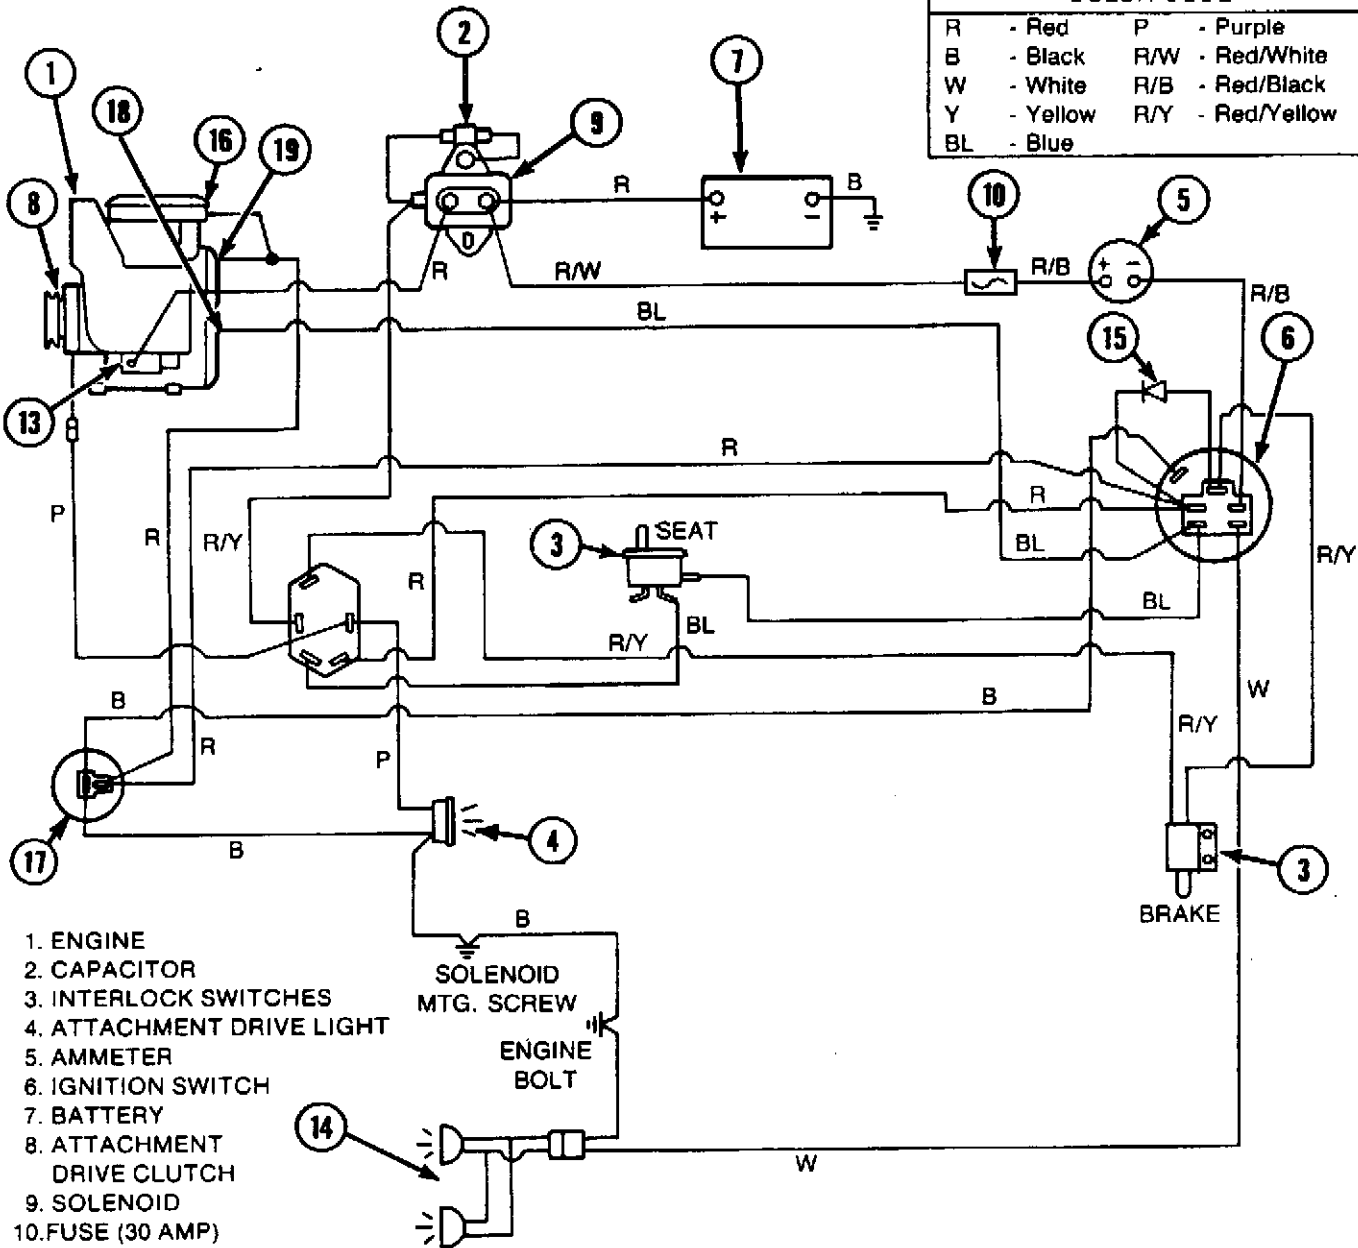 R - Red P - Purple
B - Black R/W - Red/White
W - White R/B - Red/Black
Y - Yellow R/Y - Red/Yellow
BL - Blue
2
7
1
18
16
19
9
10
5
8
R
B
+
-
D
R
R/W
R/B
+ -
R/B
BL
15
6
13
R
P
R
R/Y
R
3
SEAT
R
BL
R/Y
BL
R/Y
BL
B
R
B
W
R/Y
P
17
B
4
3
BRAKE
B
SOLENOID
MTG. SCREW
ENGINE
BOLT
14
W
1. ENGINE
2. CAPACITOR
3. INTERLOCK SWITCHES
4. ATTACHMENT DRIVE LIGHT
5. AMMETER
6. IGNITION SWITCH
7. BATTERY
8. ATTACHMENT
DRIVE CLUTCH
9. SOLENOID
10.FUSE (30 AMP)